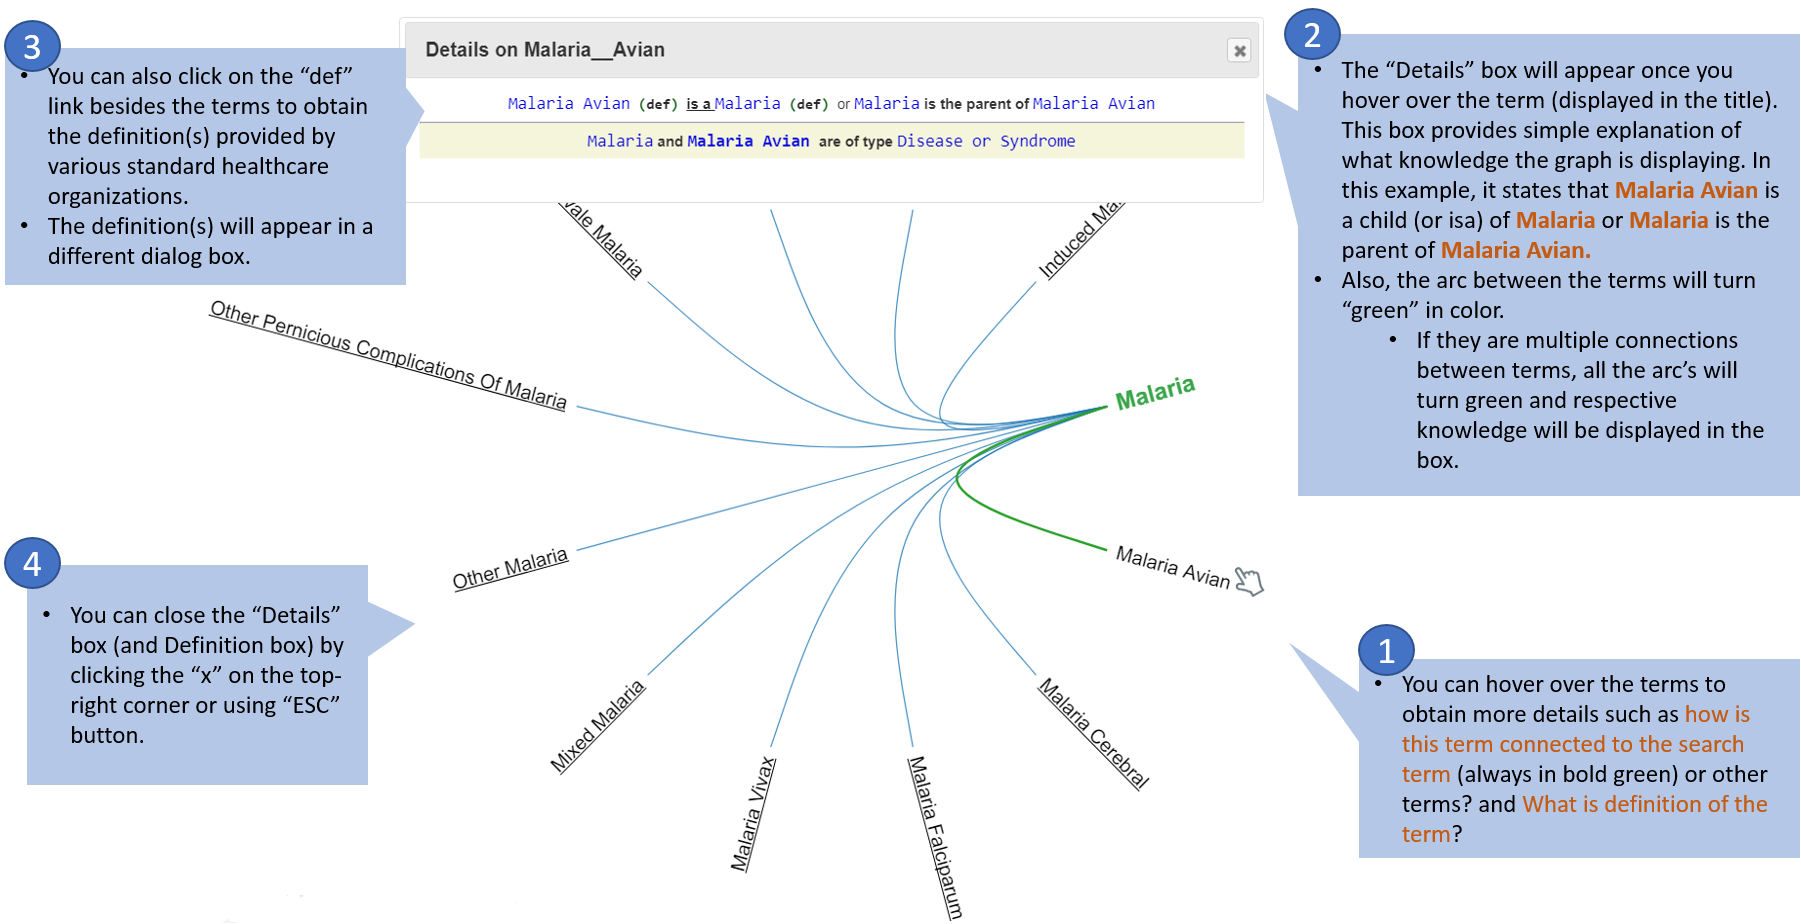 3
• You can also click on the “def”
link besides the terms to obtain
the definition(s) provided by
various standard healthcare
organizations.
• The definition(s) will appear in a
different dialog box.
Details on Malaria__Avian
Malaria Avian (def) is a Malaria (def) or Malaria is the parent of Malaria Avian
Malaria and Malaria Avian are of type Disease or Syndrome
2
• The “Details” box will appear once you
hover over the term (displayed in the title).
This box provides simple explanation of
what knowledge the graph is displaying. In
this example, it states that Malaria Avian is
a child (or isa) of Malaria or Malaria is the
parent of Malaria Avian.
• Also, the arc between the terms will turn
“green” in color.
• If they are multiple connections
between terms, all the arc’s will
turn green and respective
knowledge will be displayed in the
box.
vale Malaria
Induced Ma
Other Pernicious Complications Of Malaria
Malaria
Other Malaria
Malaria Avian
Mixed Malaria
Malaria Vivax
Malaria Falciparum
Malaria Cerebral
4
• You can close the “Details”
box (and Definition box) by
clicking the “x” on the top-
right corner or using “ESC”
button.
1
• You can hover over the terms to
obtain more details such as how is
this term connected to the search
term (always in bold green) or other
terms? and What is definition of the
term?